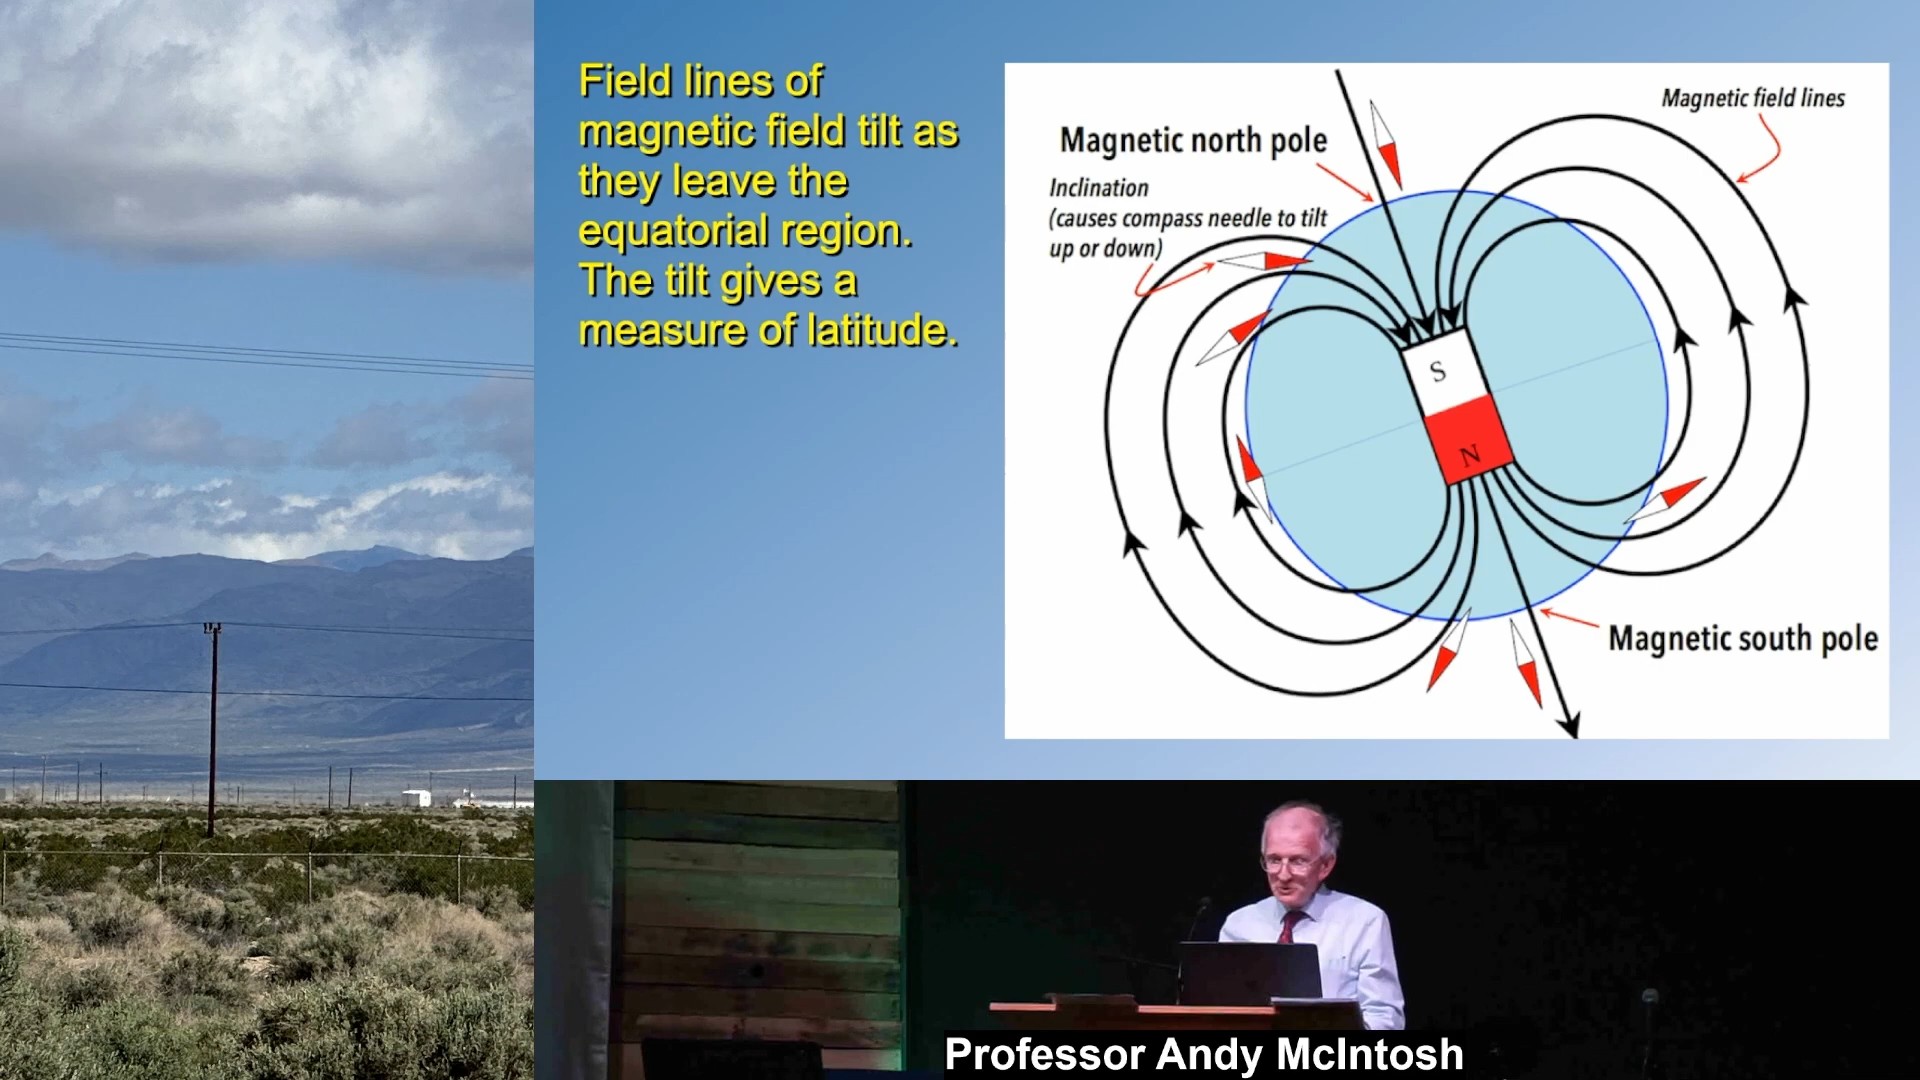 Field lines of
magnetic field tilt as
they leave the
equatorial region.
The tilt gives a
measure of latitude.
Magnetic field lines
Magnetic north pole
Inclination
(causes compass needle to tilt
up or down)
S
N
Magnetic south pole
Professor Andy McIntosh